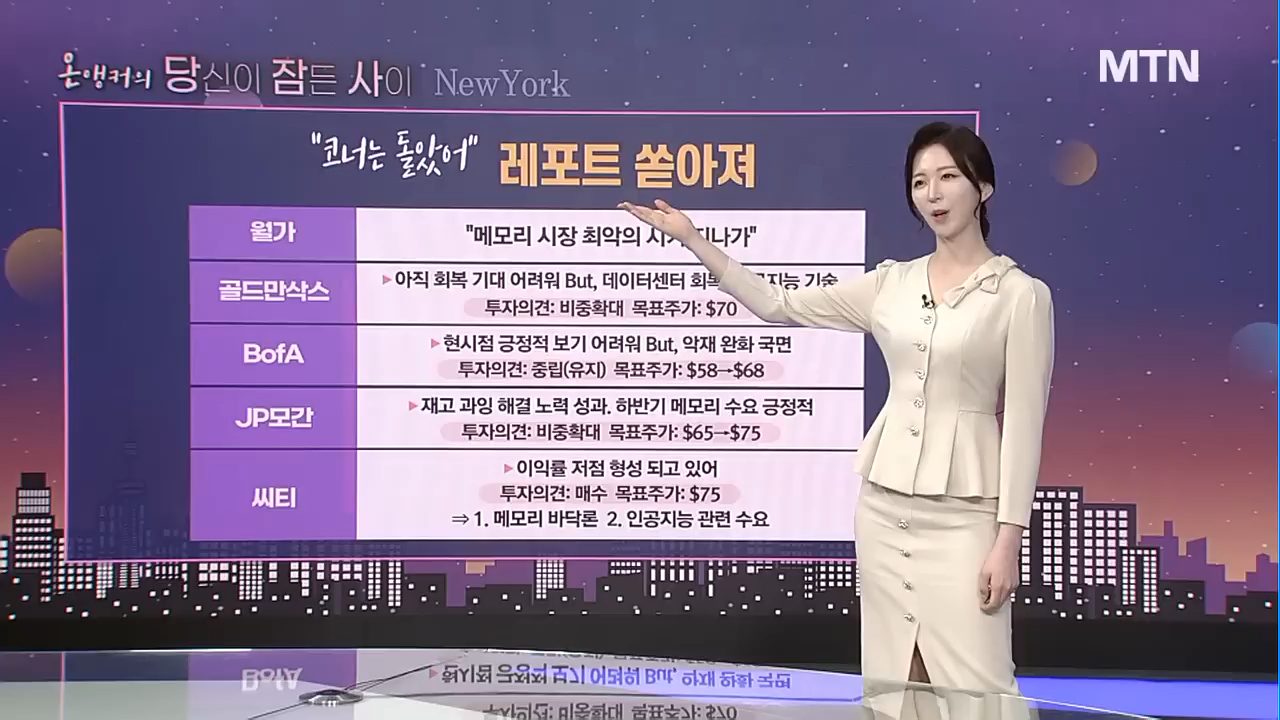 온앵커의 당신이 잠든 사이 NewYork
MTN
"코너는 돌았어" 레포트 쏟아져
월가
"메모리 시장 최악의 시기 지나가"
골드만삭스
▶아직 회복 기대 어려워 But, 데이터센터 회복 기술
투자의견: 비중확대 목표주가: $70
BofA
▶현시점 긍정적 보기 어려워 But, 악재 완화 국면
투자의견: 중립(유지) 목표주가: $58→$68
JP모간
▶재고 과잉 해결 노력 성과. 하반기 메모리 수요 긍정적
투자의견: 비중확대 목표주가: $65→$75
씨티
▶이익률 저점 형성 되고 있어
투자의견: 매수 목표주가: $75
⇒ 1. 메모리 바닥론 2. 인공지능 관련 수요